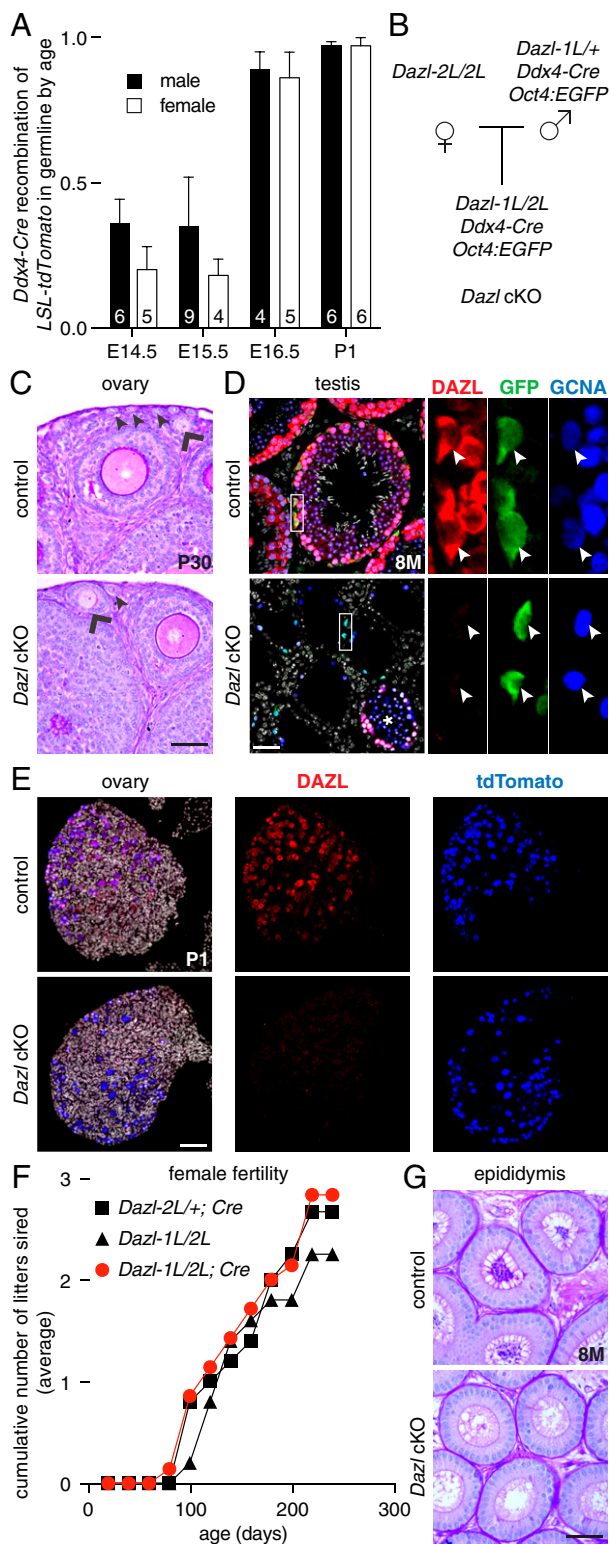 A
Ddx4-Cre recombination of
LSL-tdTomato in germline by age
1.0
0.5
0.0
male
female
6
5
9
4
4
5
6
6
E14.5
E15.5
E16.5
P1
B
Dazl-2L/2L
Dazl-1L/+
Ddx4-Cre
Oct4:EGFP
Dazl-1L/2L
Ddx4-Cre
Oct4:EGFP
Dazl cKO
C
ovary
control
P30
Dazl cKO
D
testis
DAZL
GFP
GCNA
control
8M
Dazl cKO
*
E
ovary
DAZL
tdTomato
control
P1
Dazl cKO
F
female fertility
cumulative number of litters sired
(average)
3
2
1
0
Dazl-2L/+; Cre
Dazl-1L/2L
Dazl-1L/2L; Cre
0
100
200
300
age (days)
G
epididymis
control
8M
Dazl cKO